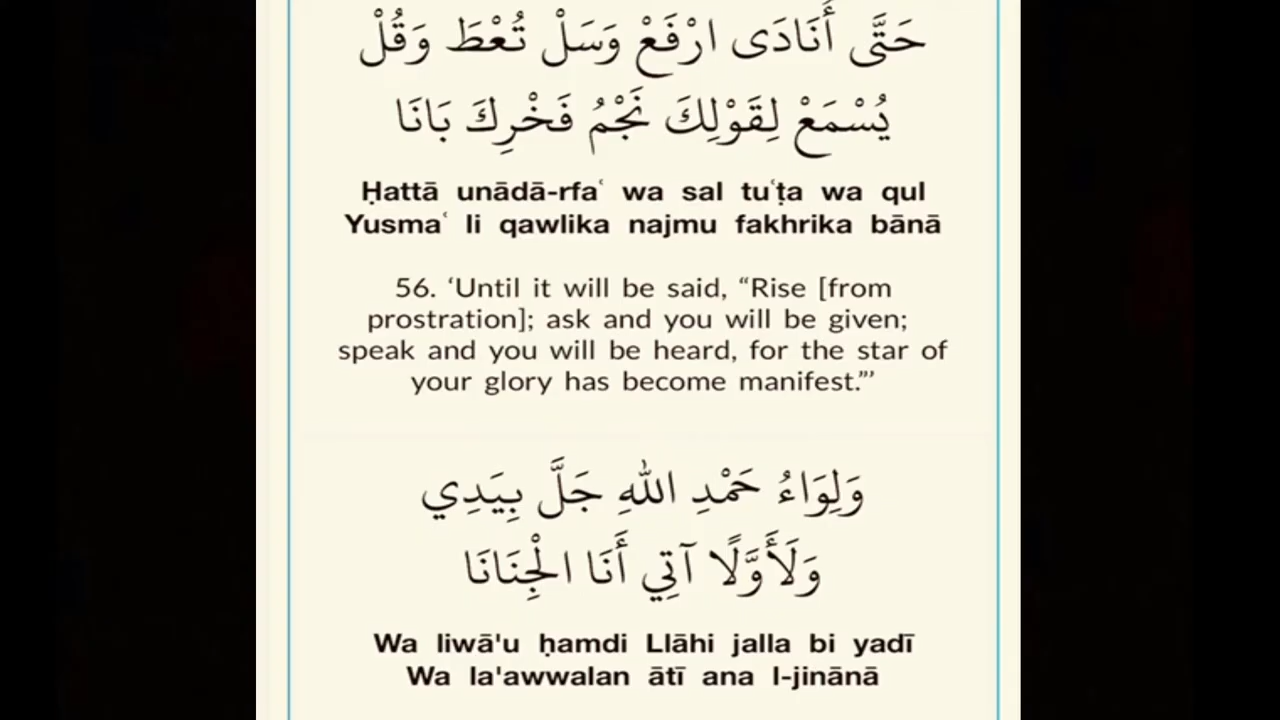 حَتَّى أُنَادَى ارْفَعْ وَسَلْ تُعْطَ وَقُلْ
يُسْمَعْ لِقَوْلِكَ نَجْمُ فَخْرِكَ بَانَا
Ḥattā unādā-rfaʿ wa sal tuʿṭa wa qul
Yusmaʿ li qawlika najmu fakhrika bānā
56. ‘Until it will be said, “Rise [from
prostration]; ask and you will be given;
speak and you will be heard, for the star of
your glory has become manifest.”’
وَلِوَاءُ حَمْدِ اللهِ جَلَّ بِيَدِي
وَلَأَوَّلًا آتِي أَنَا الْجِنَانَا
Wa liwā'u ḥamdi Llāhi jalla bi yadī
Wa la'awwalan ātī ana l-jinānā